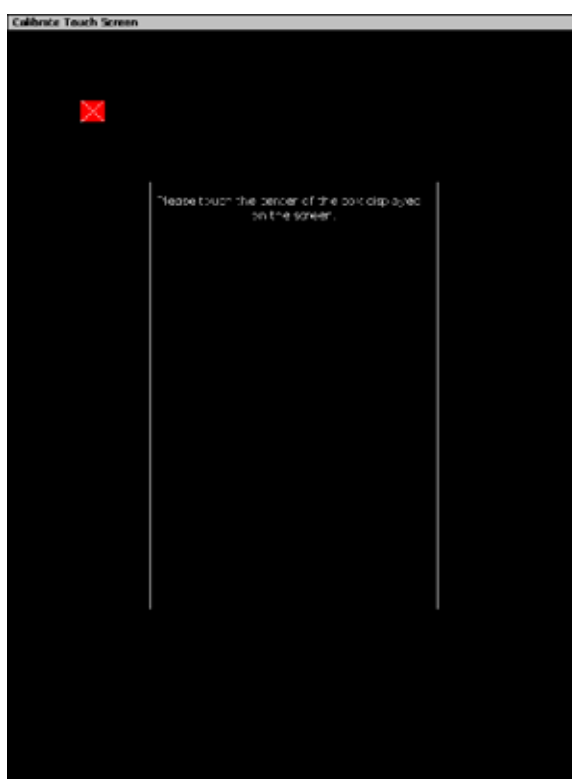 Calibrate Touch Screen
Please touch the center of the box displayed
on the screen.